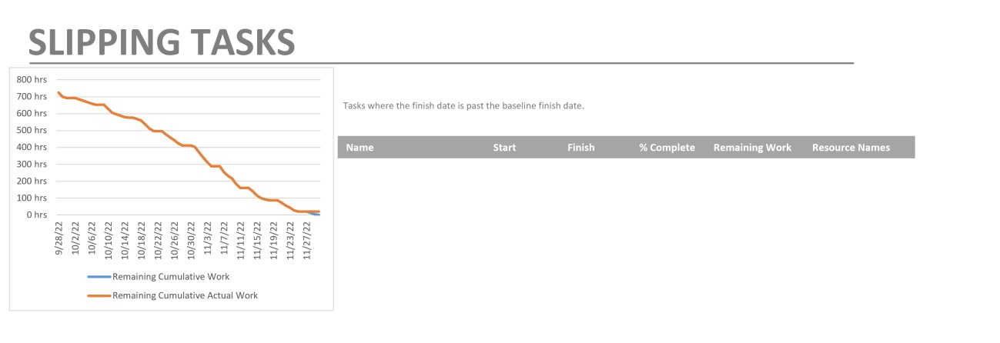 SLIPPING TASKS
800 hrs
700 hrs
600 hrs
500 hrs
400 hrs
300 hrs
200 hrs
100 hrs
0 hrs
9/28/22 10/2/22 10/6/22 10/10/22 10/14/22 10/18/22 10/22/22 10/26/22 10/30/22 11/3/22 11/7/22 11/11/22 11/15/22 11/19/22 11/23/22 11/27/22
Remaining Cumulative Work
Remaining Cumulative Actual Work
Tasks where the finish date is past the baseline finish date.
Name Start Finish % Complete Remaining Work Resource Names